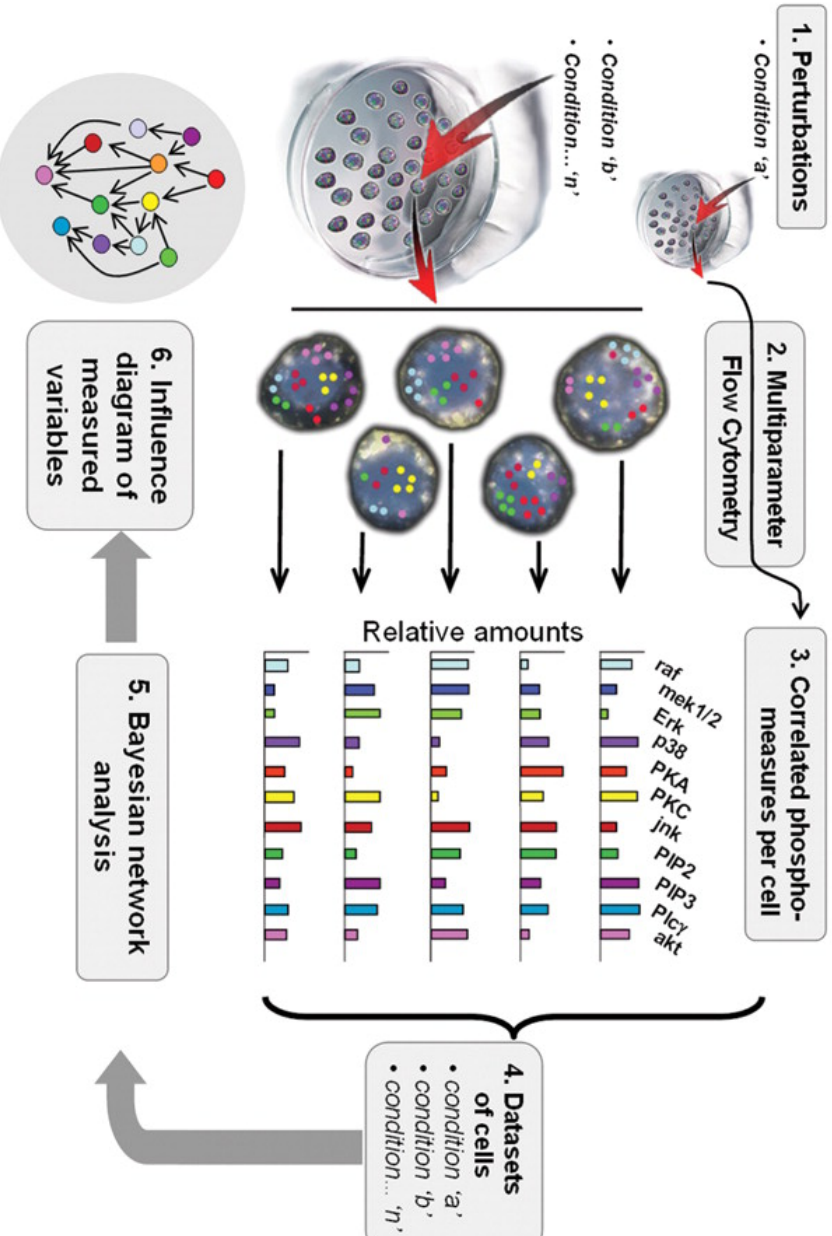 1. Perturbations
• Condition ‘a’
• Condition ‘b’
• Condition... ‘n’
2. Multiparameter
Flow Cytometry
3. Correlated phospho-
measures per cell
raf
mek1/2
Erk
p38
PKA
PKC
jnk
PIP2
PIP3
Plcγ
akt
Relative amounts
4. Datasets
of cells
• condition ‘a’
• condition ‘b’
• condition... ‘n’
5. Bayesian network
analysis
6. Influence
diagram of
measured
variables